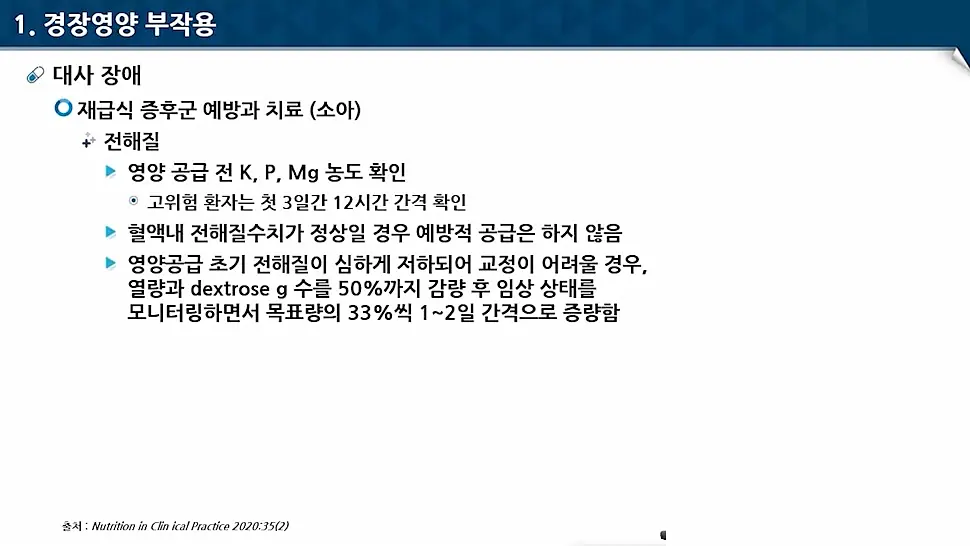 1. 경장영양 부작용
대사 장애
재급식 증후군 예방과 치료 (소아)
전해질
영양 공급 전 K, P, Mg 농도 확인
고위험 환자는 첫 3일간 12시간 간격 확인
혈액내 전해질수치가 정상일 경우 예방적 공급은 하지 않음
영양공급 초기 전해질이 심하게 저하되어 교정이 어려울 경우,
열량과 dextrose g 수를 50%까지 감량 후 임상 상태를
모니터링하면서 목표량의 33%씩 1~2일 간격으로 증량함
출처 : Nutrition in Clin ical Practice 2020:35(2)